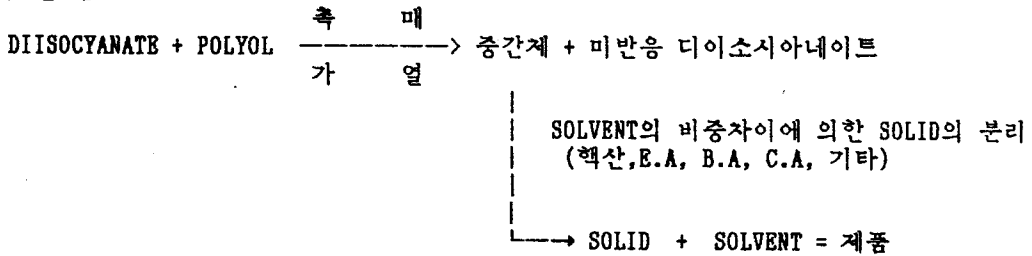 촉 매
DIISOCYANATE + POLYOL ───────> 중간체 + 미반응 디이소시아네이트
가 열
SOLVENT의 비중차이에 의한 SOLID의 분리
(핵산,E.A, B.A, C.A, 기타)
SOLID + SOLVENT = 제품